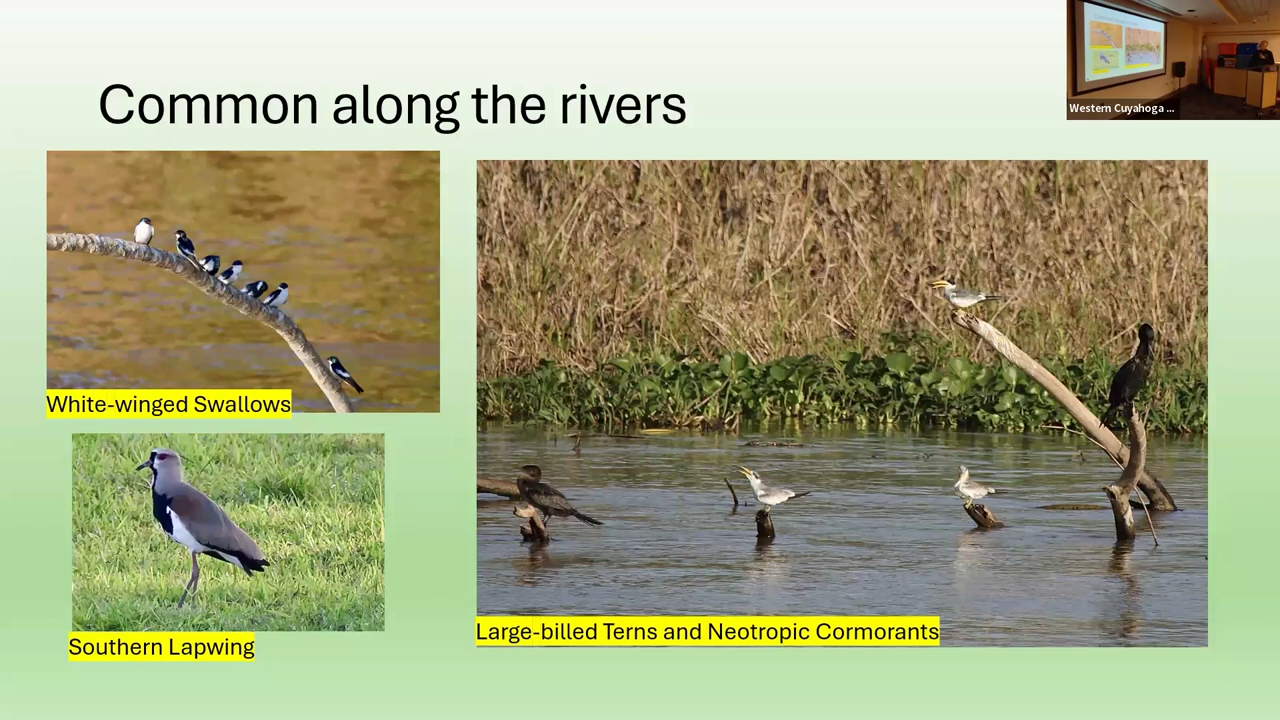 Common along the rivers
Western Cuyahoga ...
White-winged Swallows
Southern Lapwing
Large-billed Terns and Neotropic Cormorants